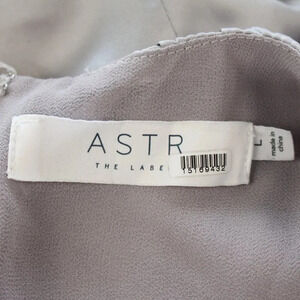 ASTR
THE LABE
15169432
L
made in
china